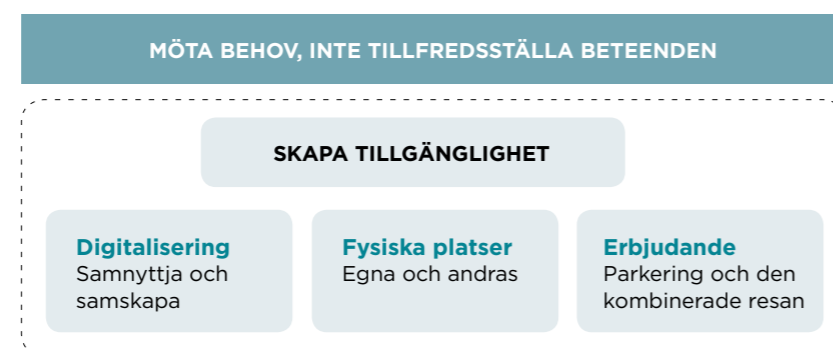 MÖTA BEHOV, INTE TILLFREDSSTÄLLA BETEENDEN
SKAPA TILLGÄNGLIGHET
Digitalisering
Samnyttja och
samskapa
Fysiska platser
Egna och andras
Erbjudande
Parkering och den
kombinerade resan